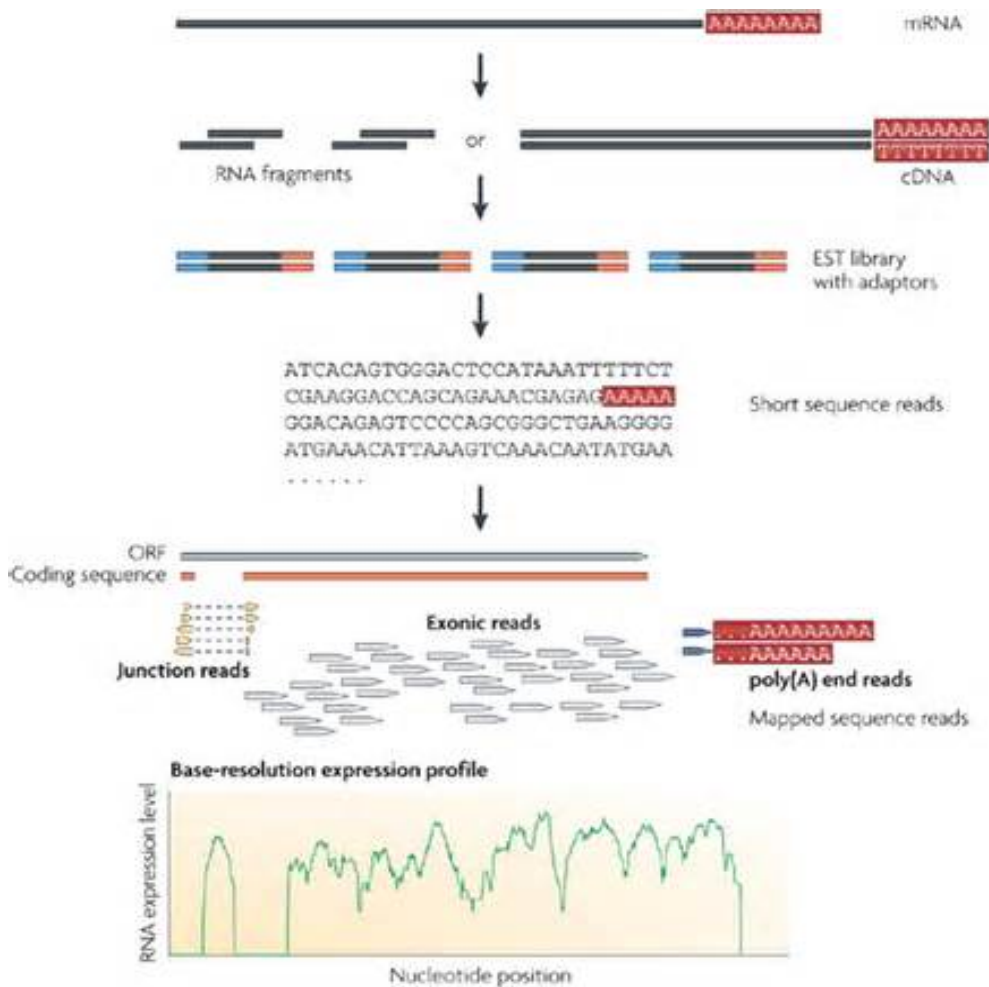 AAAAAAAA mRNA
AAAAAAAA
or
TTTTTTTT
RNA fragments
cDNA
EST library
with adaptors
ATCACAGTGGGACTCCATAAATTTTTCT
CGAAGGACCAGCAGAAACGAGAGAAAAA
Short sequence reads
GGACAGAGTCCCCAGCGGGCTGAAGGGG
ATGAAACATTAAAGTCAAACAATATGAA
. . . . . .
ORF
Coding sequence
Exonic reads
...AAAAAAAAA
...AAAAAA
Junction reads
poly(A) end reads
Mapped sequence reads
Base-resolution expression profile
RNA expression level
Nucleotide position